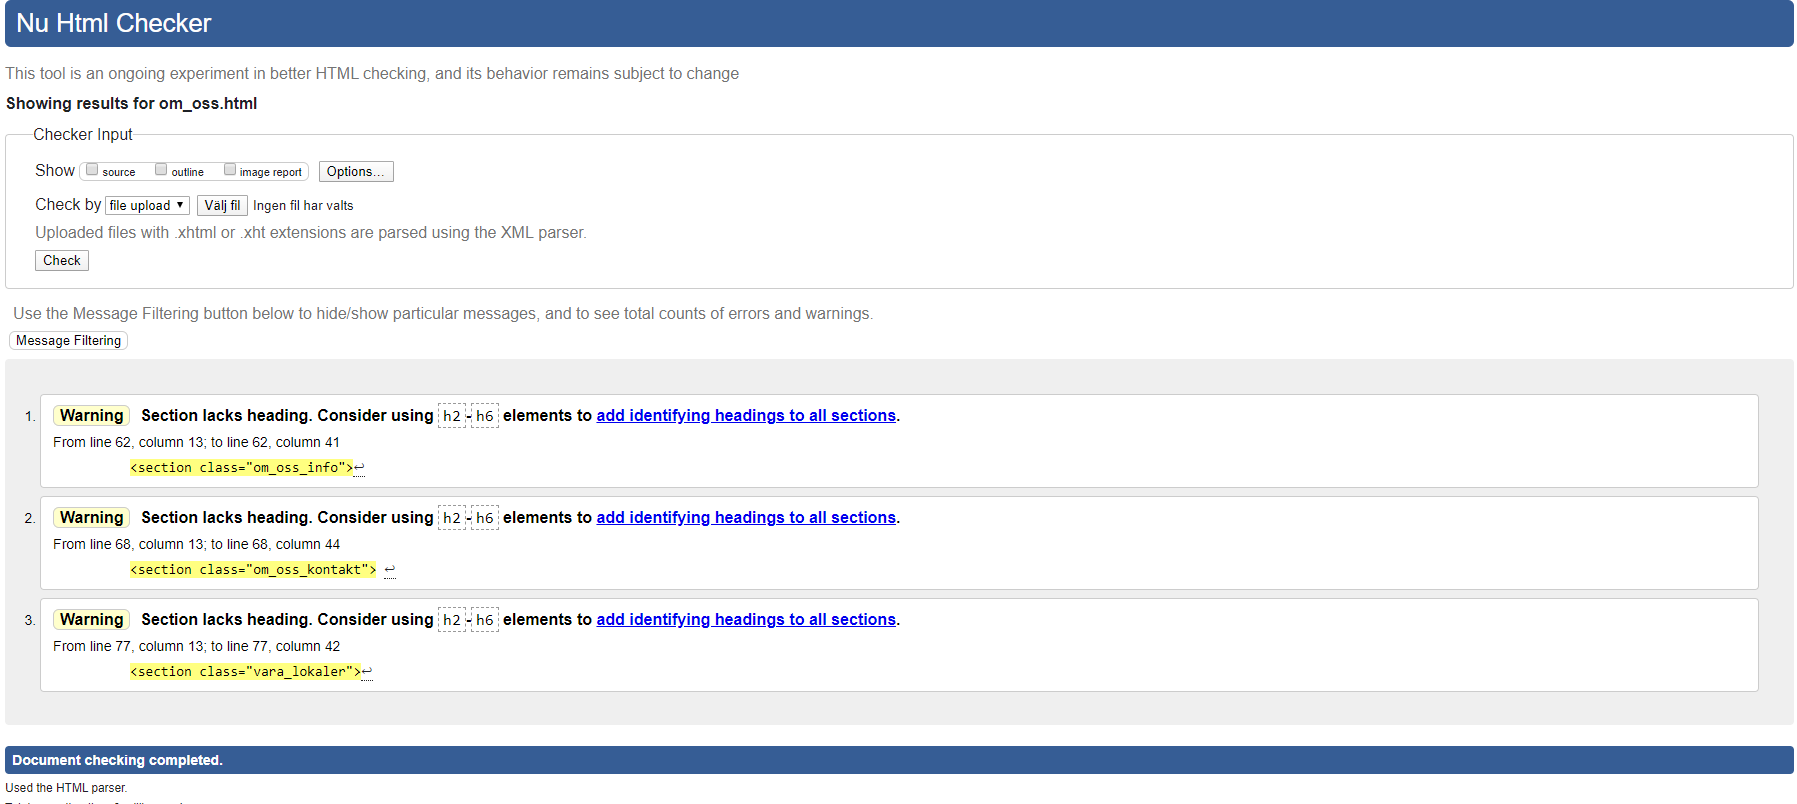 Nu Html Checker
This tool is an ongoing experiment in better HTML checking, and its behavior remains subject to change
Showing results for om_oss.html
Checker Input
Show source outline image report Options...
Check by file upload ▼ Välj fil Ingen fil har valts
Uploaded files with .xhtml or .xht extensions are parsed using the XML parser.
Check
Use the Message Filtering button below to hide/show particular messages, and to see total counts of errors and warnings.
Message Filtering
1. Warning Section lacks heading. Consider using h2-h6 elements to add identifying headings to all sections.
From line 62, column 13; to line 62, column 41
<section class="om_oss_info">↩
2. Warning Section lacks heading. Consider using h2-h6 elements to add identifying headings to all sections.
From line 68, column 13; to line 68, column 44
<section class="om_oss_kontakt"> ↩
3. Warning Section lacks heading. Consider using h2-h6 elements to add identifying headings to all sections.
From line 77, column 13; to line 77, column 42
<section class="vara_lokaler">↩
Document checking completed.
Used the HTML parser.